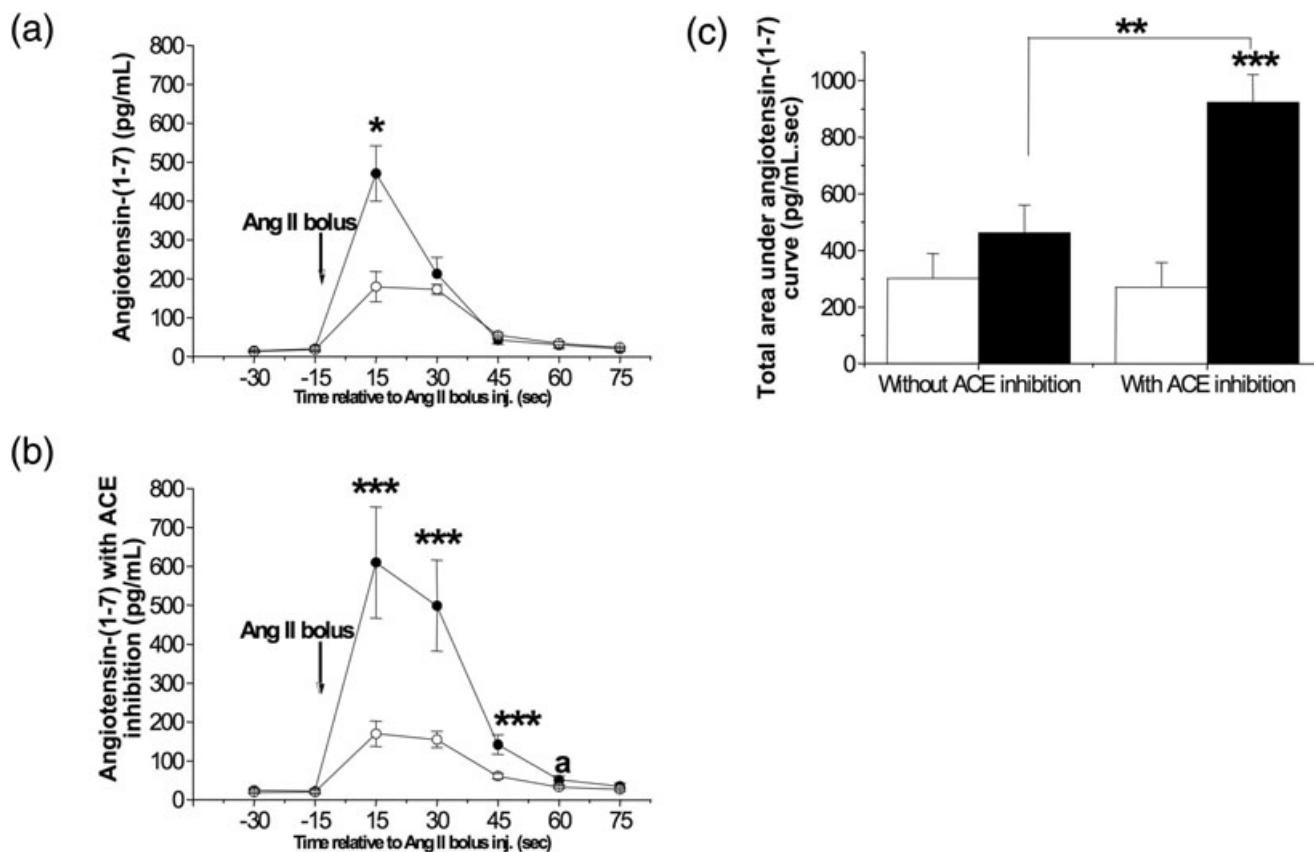 (a)
Angiotensin-(1-7) (pg/mL)
800
700
600
500
400
300
200
100
0
*
Ang II bolus
-30 -15 15 30 45 60 75
Time relative to Ang II bolus inj. (sec)
(b)
Angiotensin-(1-7) with ACE
inhibition (pg/mL)
800
700
600
500
400
300
200
100
0
***
***
***
a
Ang II bolus
-30 -15 15 30 45 60 75
Time relative to Ang II bolus inj. (sec)
(c)
Total area under angiotensin-(1-7)
curve (pg/mL.sec)
1000
800
600
400
200
0
**
***
Without ACE inhibition With ACE inhibition